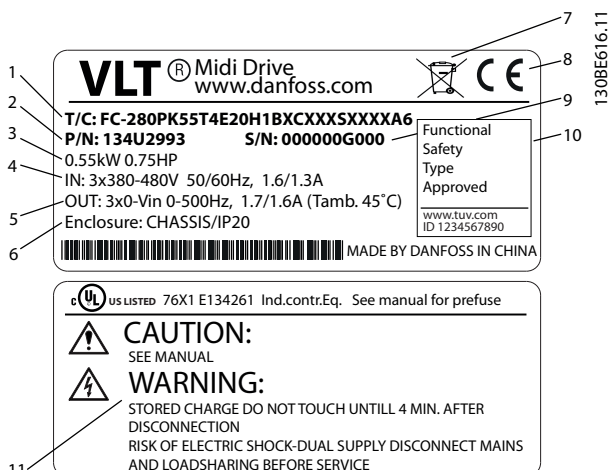 7
8
130BE616.11
VLT ® Midi Drive
www.danfoss.com
CE
1
9
T/C: FC-280PK55T4E20H1BXCXXXSXXXXA6
2
P/N: 134U2993 S/N: 000000G000
10
3
0.55kW 0.75HP
Functional
Safety
Type
Approved
4
IN: 3x380-480V 50/60Hz, 1.6/1.3A
5
OUT: 3x0-Vin 0-500Hz, 1.7/1.6A (Tamb. 45˚C)
www.tuv.com
ID 1234567890
6
Enclosure: CHASSIS/IP20
MADE BY DANFOSS IN CHINA
c UL US LISTED 76X1 E134261 Ind.contr.Eq. See manual for prefuse
CAUTION:
SEE MANUAL
WARNING:
STORED CHARGE DO NOT TOUCH UNTILL 4 MIN. AFTER
DISCONNECTION
RISK OF ELECTRIC SHOCK-DUAL SUPPLY DISCONNECT MAINS
11
AND LOADSHARING BEFORE SERVICE